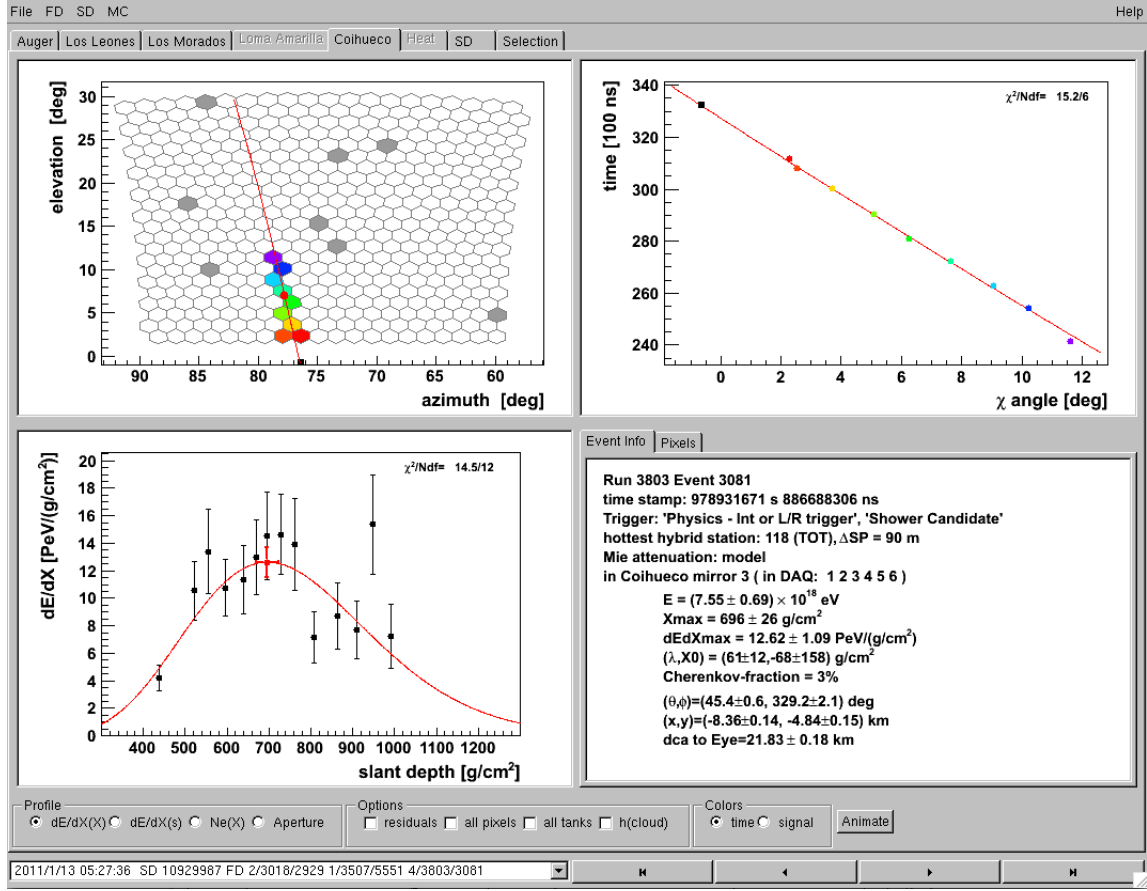 File FD SD MC Help
Auger Los Leones Los Morados Loma Amarilla Coihueco Heat SD Selection
elevation [deg]
30
25
20
15
10
5
0
90 85 80 75 70 65 60
azimuth [deg]
time [100 ns]
χ²/Ndf= 15.2/6
340
320
300
280
260
240
0 2 4 6 8 10 12
χ angle [deg]
dE/dX [PeV/(g/cm²)]
χ²/Ndf= 14.5/12
20
18
16
14
12
10
8
6
4
2
0
400 500 600 700 800 900 1000 1100 1200
slant depth [g/cm²]
Event Info Pixels
Run 3803 Event 3081
time stamp: 978931671 s 886688306 ns
Trigger: 'Physics - Int or L/R trigger', 'Shower Candidate'
hottest hybrid station: 118 (TOT), ΔSP = 90 m
Mie attenuation: model
in Coihueco mirror 3 ( in DAQ: 1 2 3 4 5 6 )
E = (7.55 ± 0.69) × 10¹⁸ eV
Xmax = 696 ± 26 g/cm²
dEdXmax = 12.62 ± 1.09 PeV/(g/cm²)
(λ,X0) = (61±12,-68±158) g/cm²
Cherenkov-fraction = 3%
(θ,ϕ)=(45.4±0.6, 329.2±2.1) deg
(x,y)=(-8.36±0.14, -4.84±0.15) km
dca to Eye=21.83 ± 0.18 km
Profile
dE/dX(X) dE/dX(s) Ne(X) Aperture
Options
residuals all pixels all tanks h(cloud)
Colors
time signal
Animate
2011/1/13 05:27:36 SD 10929987 FD 2/3018/2929 1/3507/5551 4/3803/3081